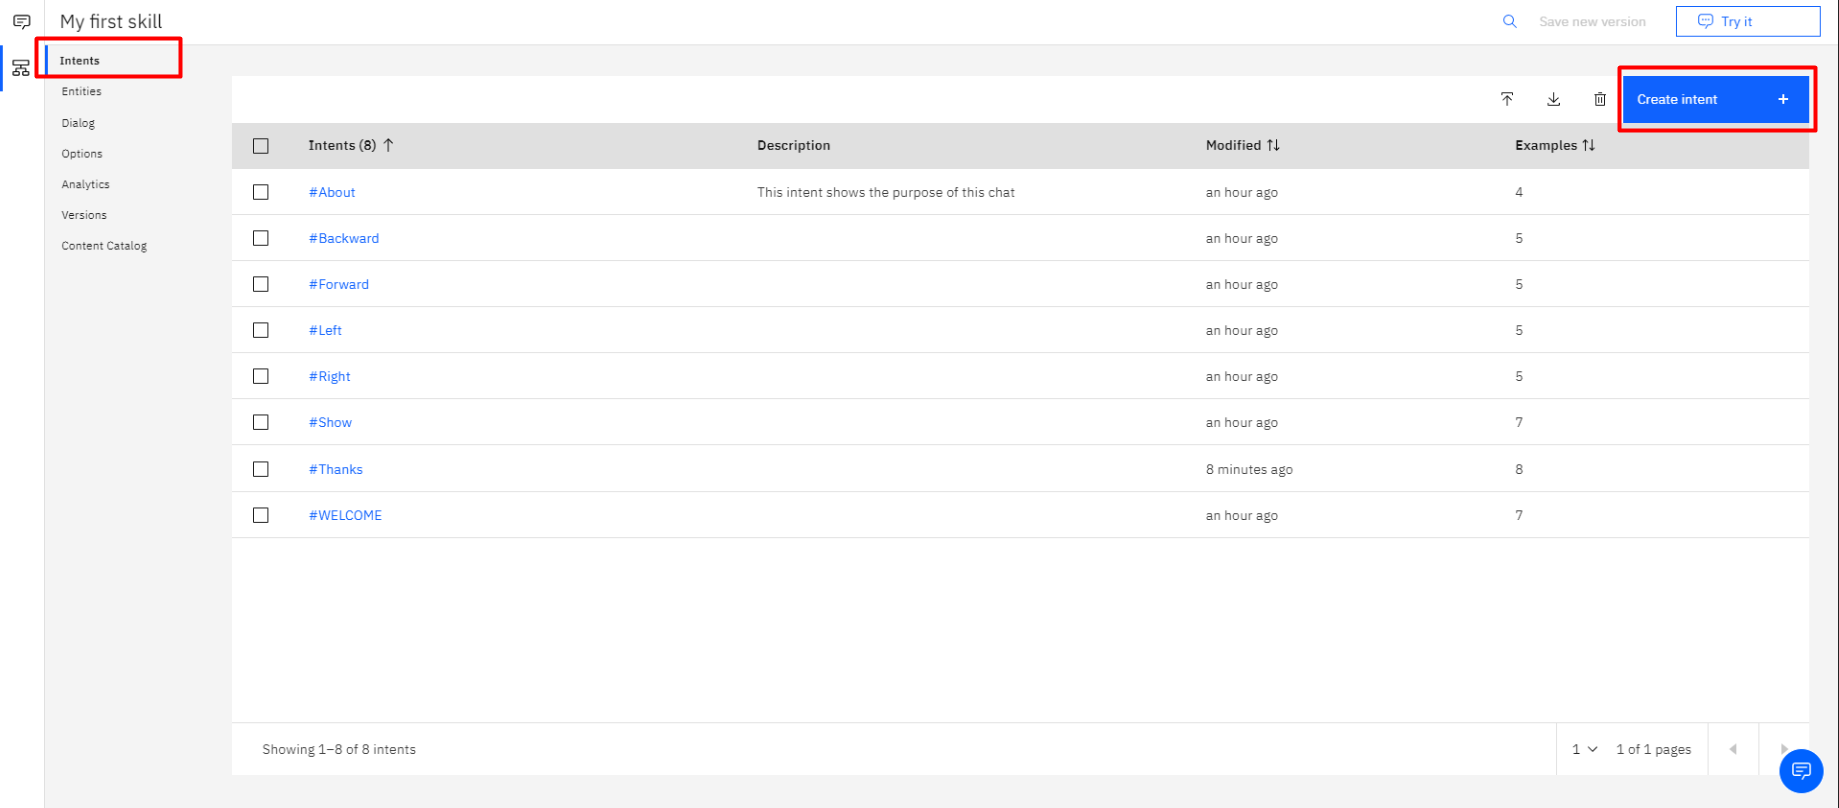 My first skill
Save new version
Try it
Intents
Entities
Dialog
Options
Analytics
Versions
Content Catalog
Create intent +
Intents (8) Description Modified Examples
#About This intent shows the purpose of this chat an hour ago 4
#Backward an hour ago 5
#Forward an hour ago 5
#Left an hour ago 5
#Right an hour ago 5
#Show an hour ago 7
#Thanks 8 minutes ago 8
#WELCOME an hour ago 7
Showing 1–8 of 8 intents 1 1 of 1 pages